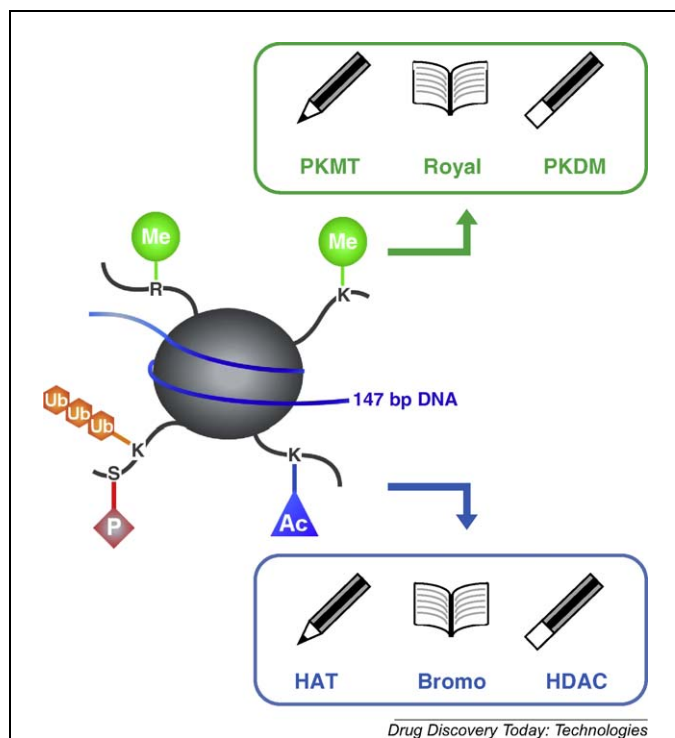 PKMT Royal PKDM
Me
Me
R
K
147 bp DNA
Ub
Ub
Ub
K
K
S
P
Ac
HAT Bromo HDAC
Drug Discovery Today: Technologies